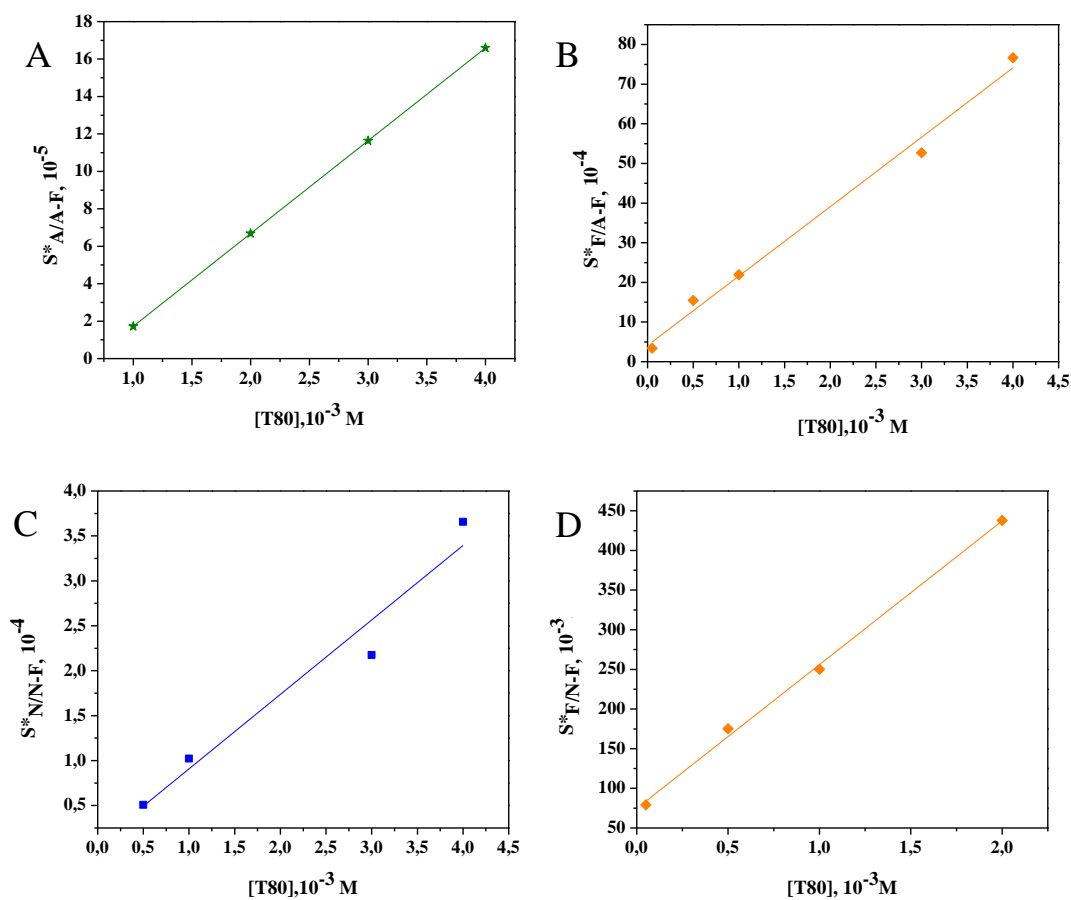 A
18
16
14
12
10
8
6
4
2
0
1,0 1,5 2,0 2,5 3,0 3,5 4,0
S*A/A-F, 10-5
[T80],10-3 M
B
80
70
60
50
40
30
20
10
0
0,0 0,5 1,0 1,5 2,0 2,5 3,0 3,5 4,0 4,5
S*F/A-F, 10-4
[T80],10-3 M
C
4,0
3,5
3,0
2,5
2,0
1,5
1,0
0,5
0,0 0,5 1,0 1,5 2,0 2,5 3,0 3,5 4,0 4,5
S*N/N-F, 10-4
[T80],10-3 M
D
450
400
350
300
250
200
150
100
50
0,0 0,5 1,0 1,5 2,0
S*F/N-F, 10-3
[T80], 10-3M